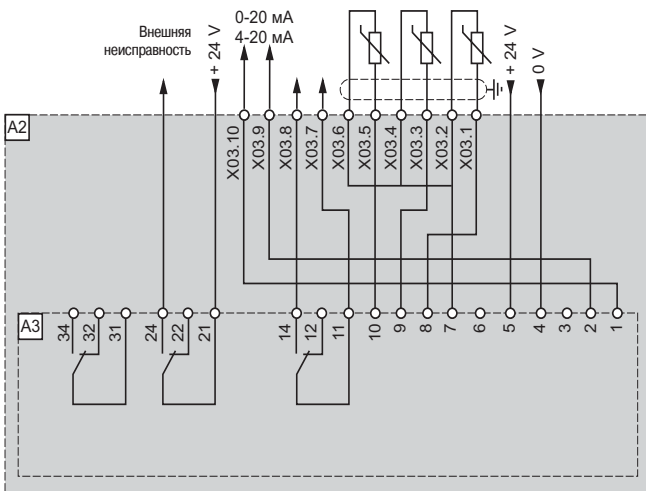 Внешняя
неисправность
+ 24 V
0-20 мА
4-20 мА
+ 24 V
0 V
A2
X03.10
X03.9
X03.8
X03.7
X03.6
X03.5
X03.4
X03.3
X03.2
X03.1
A3
34
32
31
24
22
21
14
12
11
10
9
8
7
6
5
4
3
2
1